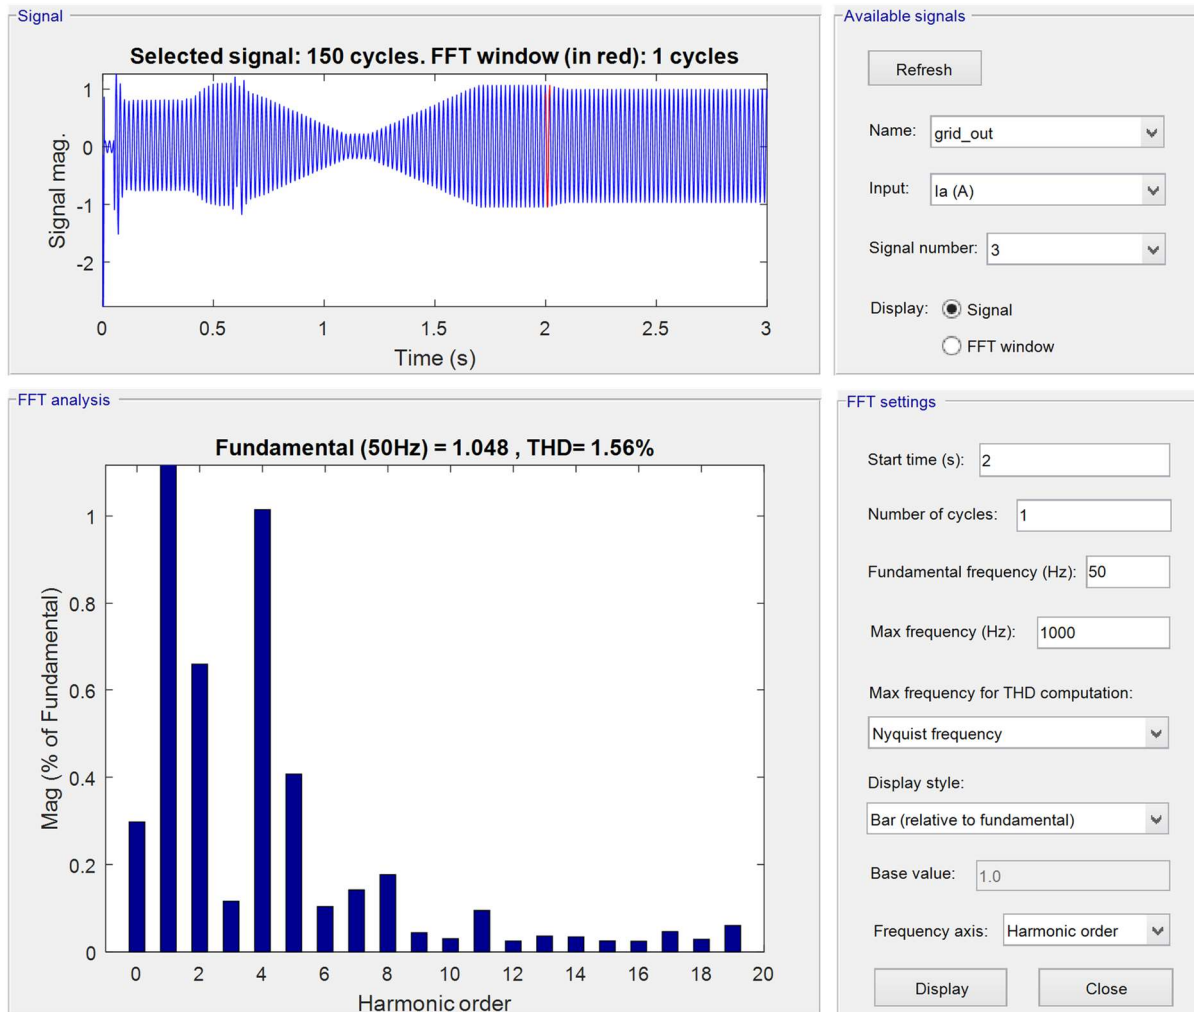 Signal
Selected signal: 150 cycles. FFT window (in red): 1 cycles
Signal mag.
1
0
-1
-2
0
0.5
1
1.5
2
2.5
3
Time (s)
Available signals
Refresh
Name: grid_out
Input: Ia (A)
Signal number: 3
Display: Signal
FFT window
FFT analysis
Fundamental (50Hz) = 1.048 , THD= 1.56%
Mag (% of Fundamental)
1
0.8
0.6
0.4
0.2
0
0
2
4
6
8
10
12
14
16
18
20
Harmonic order
FFT settings
Start time (s): 2
Number of cycles: 1
Fundamental frequency (Hz): 50
Max frequency (Hz): 1000
Max frequency for THD computation:
Nyquist frequency
Display style:
Bar (relative to fundamental)
Base value: 1.0
Frequency axis: Harmonic order
Display
Close